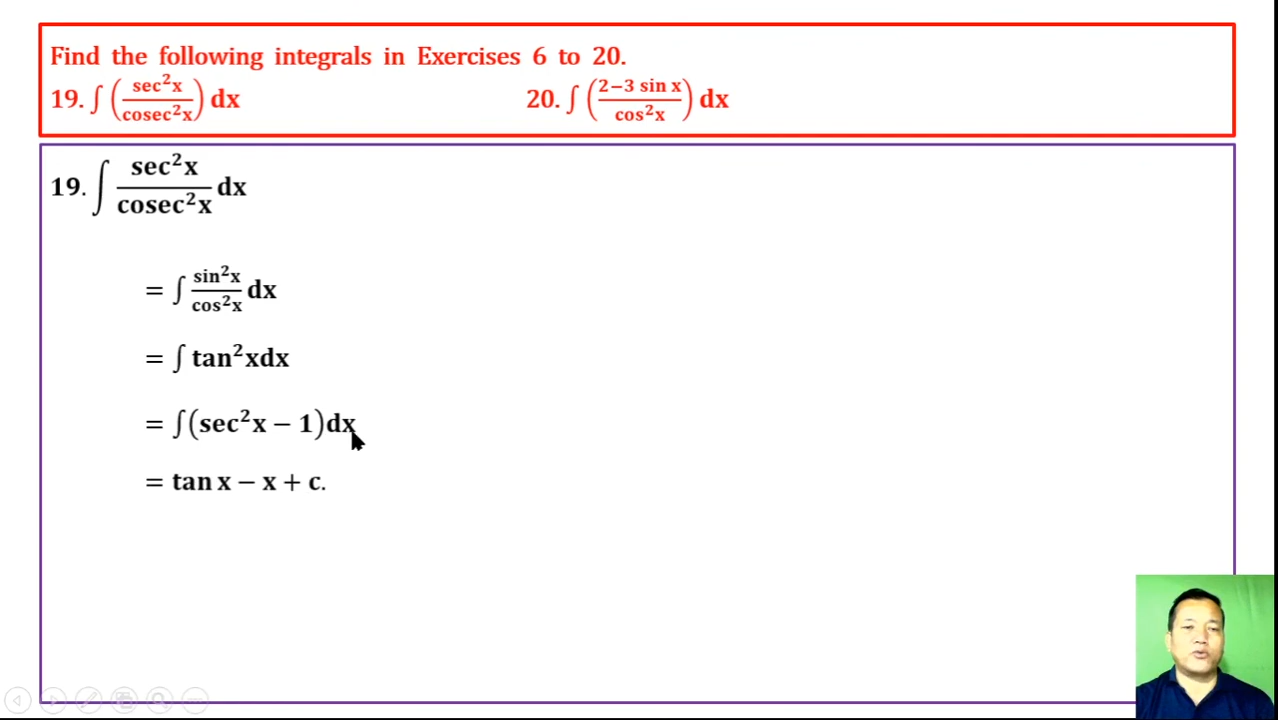 Find the following integrals in Exercises 6 to 20.
19. ∫ (sec²x / cosec²x) dx 20. ∫ (2−3 sin x / cos²x) dx
19. ∫ sec²x / cosec²x dx
= ∫ sin²x / cos²x dx
= ∫ tan²xdx
= ∫(sec²x − 1)dx
= tan x − x + c.